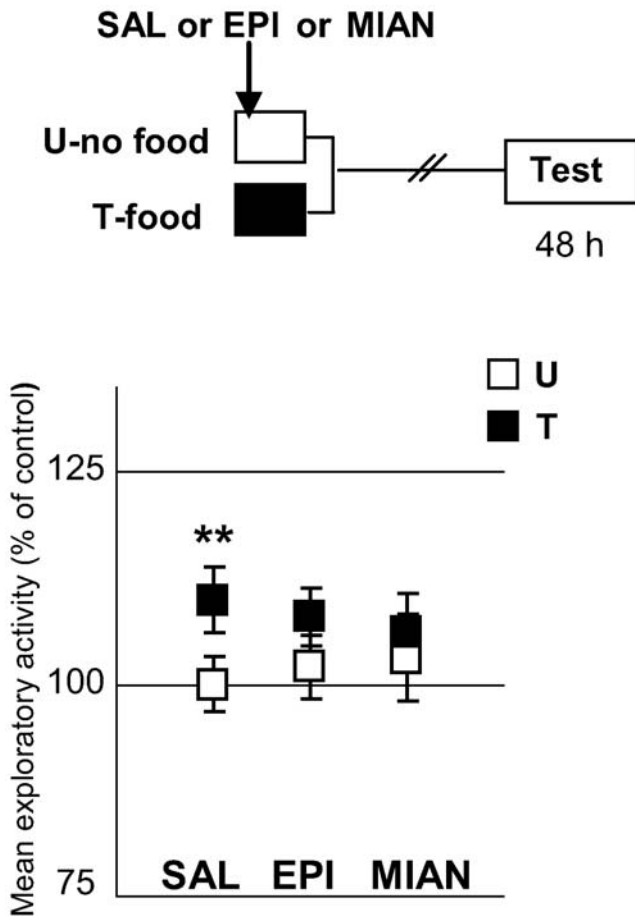 SAL or EPI or MIAN
U-no food
T-food
Test
48 h
U
T
Mean exploratory activity (% of control)
125
**
100
75
SAL EPI MIAN